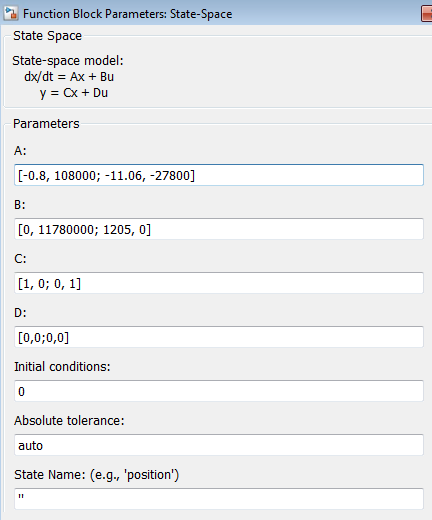 Function Block Parameters: State-Space
State Space
State-space model:
dx/dt = Ax + Bu
y = Cx + Du
Parameters
A:
[-0.8, 108000; -11.06, -27800]
B:
[0, 11780000; 1205, 0]
C:
[1, 0; 0, 1]
D:
[0,0;0,0]
Initial conditions:
0
Absolute tolerance:
auto
State Name: (e.g., 'position')
''